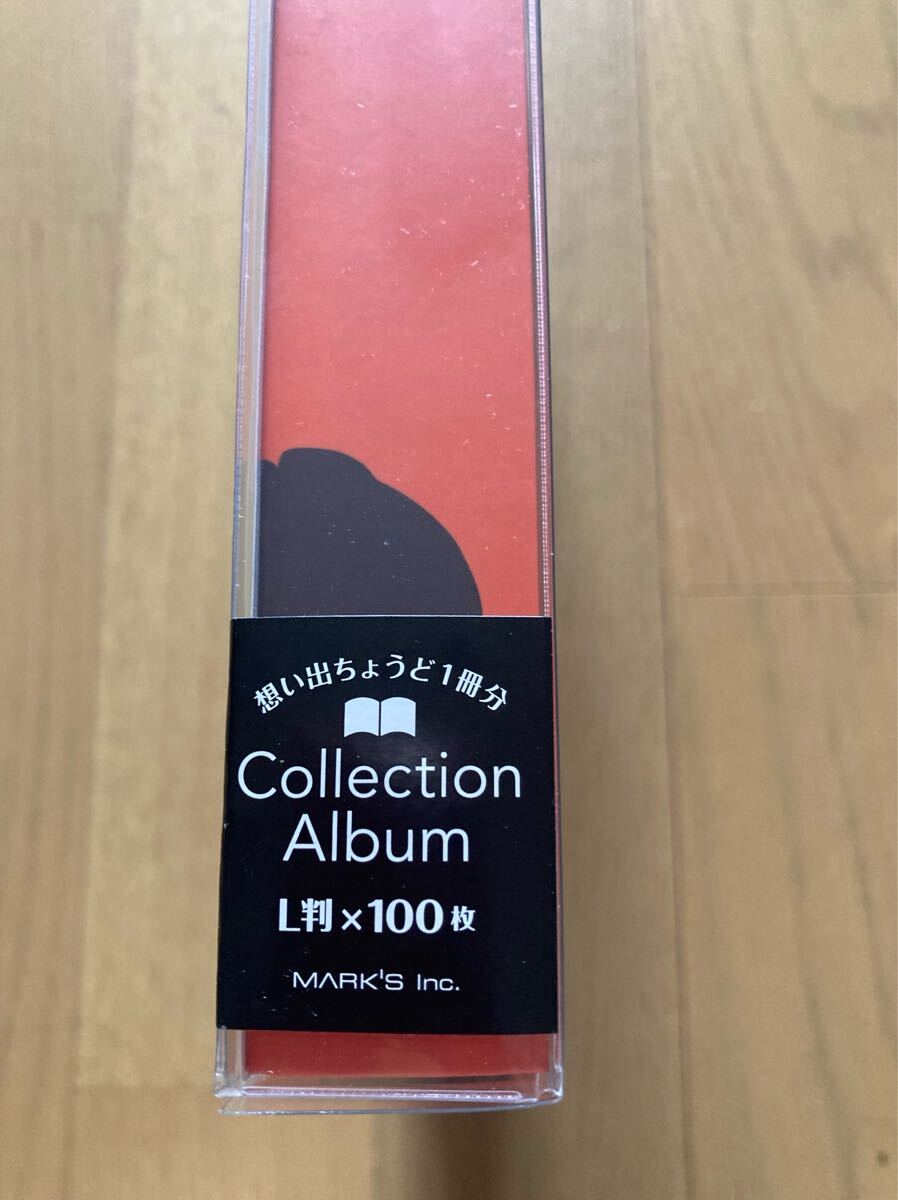 想い出ちょうど1冊分
Collection
Album
L判×100枚
MARK'S Inc.